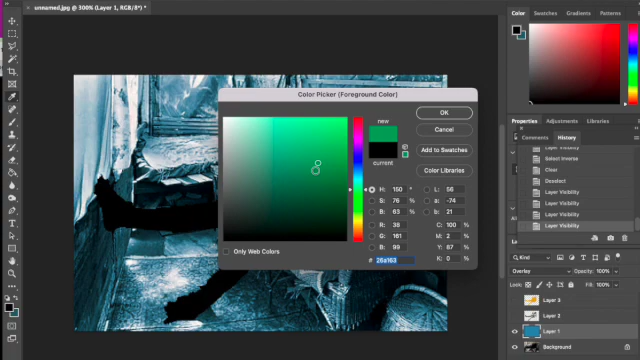 unnamed.jpg @ 300% (Layer 1, RGB/8*) *
Color Swatches Gradients Patterns
Color Picker (Foreground Color)
new
current
OK
Cancel
Add to Swatches
Color Libraries
H: 150 °
S: 76 %
B: 63 %
R: 38
G: 161
B: 99
# 26a163
L: 56
a: -74
b: 21
C: 100 %
M: 2 %
Y: 87 %
K: 0 %
Only Web Colors
Properties Adjustments Libraries
Comments History
Layer Visibility
Select Inverse
Clear
Deselect
Layer Visibility
Layer Visibility
Layer Visibility
Layer Visibility
Kind
Overlay Opacity: 100%
Lock: Fill: 100%
Layer 3
Layer 2
Layer 1
Background